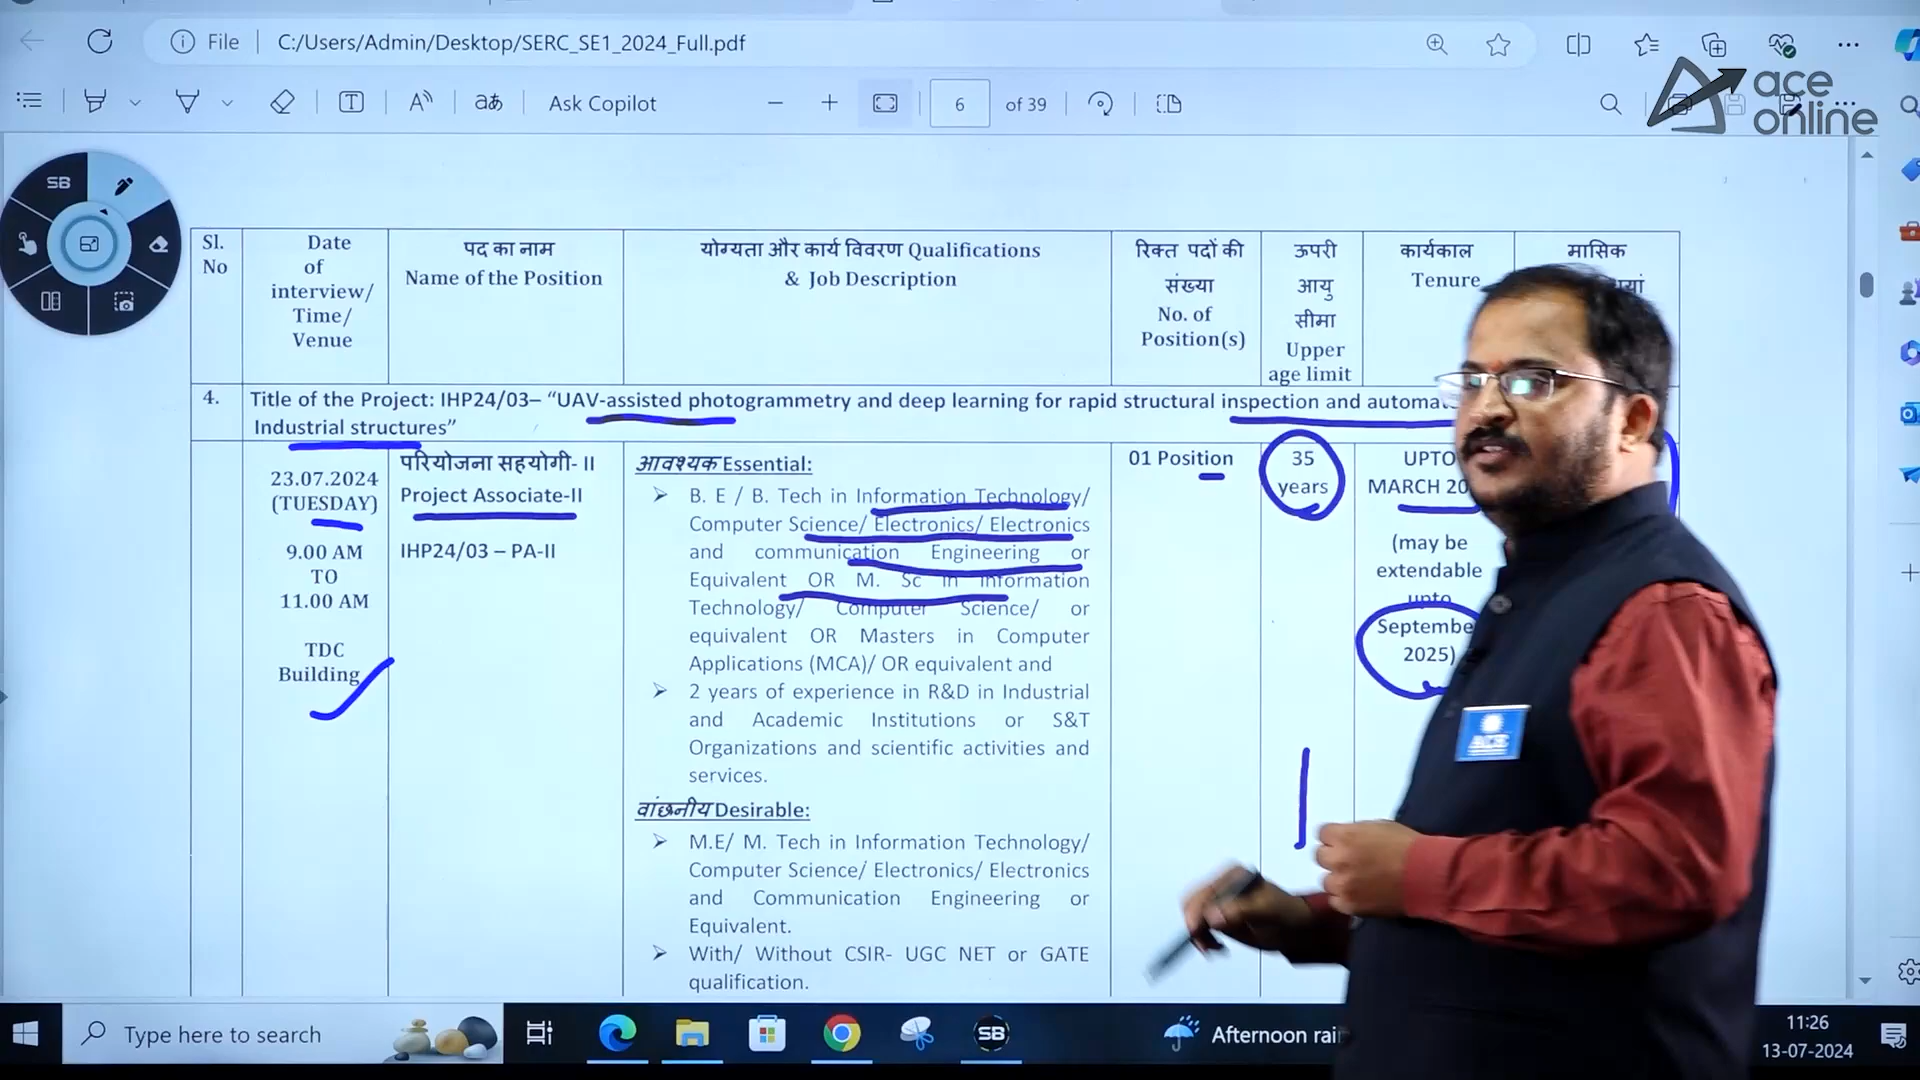 File
C:/Users/Admin/Desktop/SERC_SE1_2024_Full.pdf
ace
online
T
A
aあ
Ask Copilot
6
of 39
SB
Sl.
No
Date
of
interview/
Time/
Venue
पद का नाम
Name of the Position
योग्यता और कार्य विवरण Qualifications
& Job Description
रिक्त पदों की
संख्या
No. of
Position(s)
ऊपरी
आयु
सीमा
Upper
age limit
कार्यकाल
Tenure
मासिक
4.
Title of the Project: IHP24/03– “UAV-assisted photogrammetry and deep learning for rapid structural inspection and
Industrial structures”
23.07.2024
(TUESDAY)
9.00 AM
TO
11.00 AM
TDC
Building
परियोजना सहयोगी- II
Project Associate-II
IHP24/03 – PA-II
आवश्यक Essential:
B. E / B. Tech in Information Technology/
Computer Science/ Electronics/ Electronics
and communication Engineering or
Equivalent OR M. Sc in Information
Technology/ Computer Science/ or
equivalent OR Masters in Computer
Applications (MCA)/ OR equivalent and
2 years of experience in R&D in Industrial
and Academic Institutions or S&T
Organizations and scientific activities and
services.
वांछनीय Desirable:
M.E/ M. Tech in Information Technology/
Computer Science/ Electronics/ Electronics
and Communication Engineering or
Equivalent.
With/ Without CSIR- UGC NET or GATE
qualification.
01 Position
35
years
UPTO
MARCH
(may be
extendable
upto
2025)
ACE
Type here to search
SB
Afternoon
11:26
13-07-2024